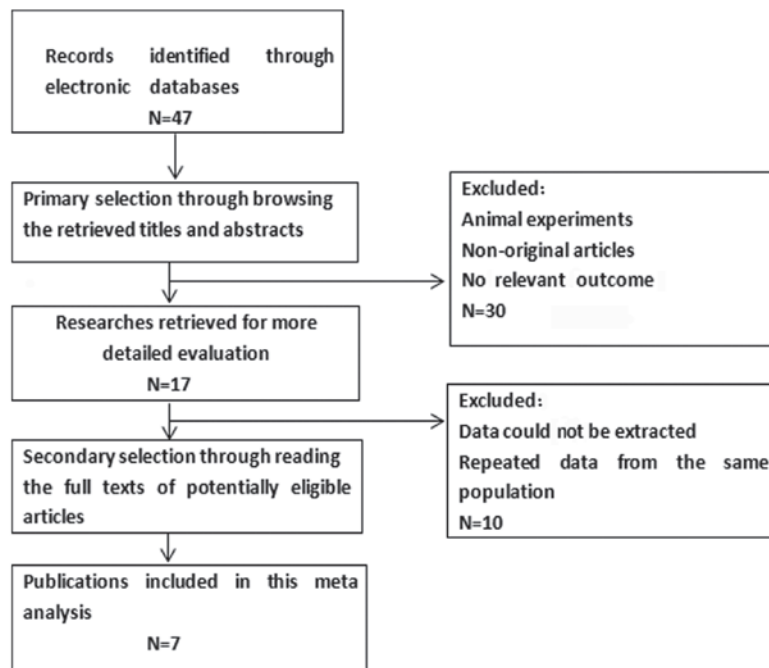 Records identified through
electronic databases
N=47
Primary selection through browsing
the retrieved titles and abstracts
Excluded:
Animal experiments
Non-original articles
No relevant outcome
N=30
Researches retrieved for more
detailed evaluation
N=17
Excluded:
Data could not be extracted
Repeated data from the same
population
N=10
Secondary selection through reading
the full texts of potentially eligible
articles
Publications included in this meta
analysis
N=7